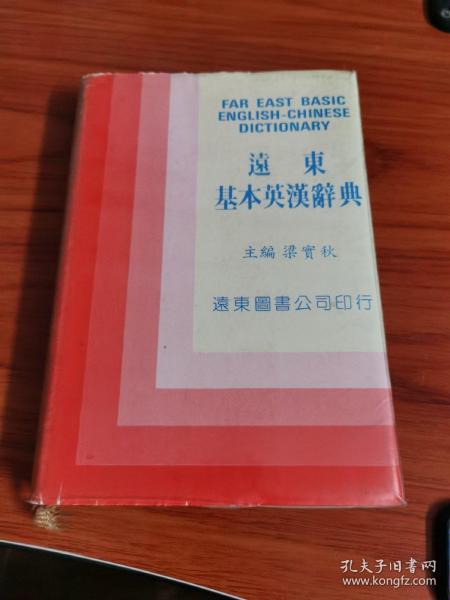 FAR EAST BASIC
ENGLISH-CHINESE
DICTIONARY
遠東
基本英漢辭典
主編 梁實秋
遠東圖書公司印行
孔夫子旧书网
www.kongfz.com